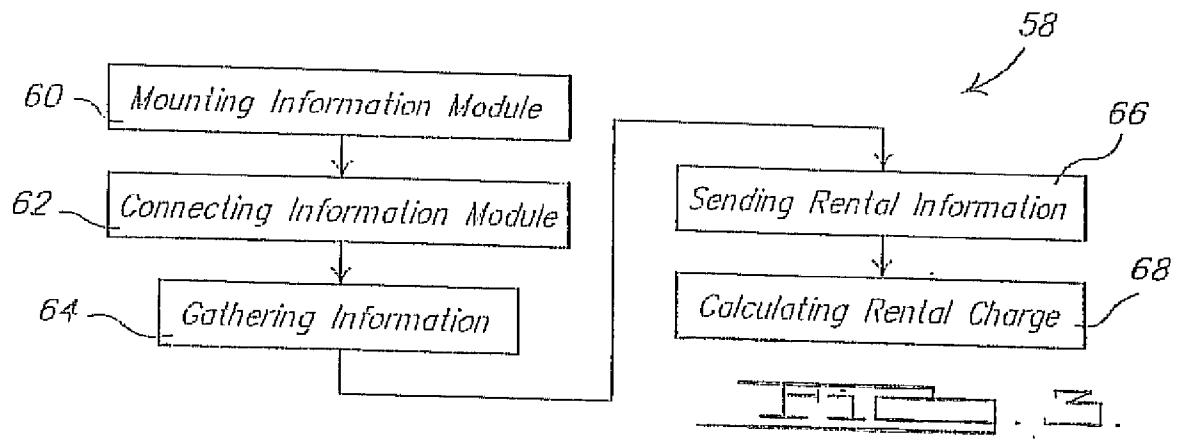 58
60 Mounting Information Module
62 Connecting Information Module
64 Gathering Information
66
Sending Rental Information
68
Calculating Rental Charge